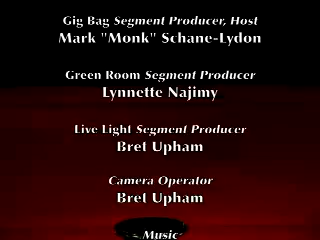 Gig Bag Segment Producer, Host
Mark "Monk" Schane-Lydon
Green Room Segment Producer
Lynnette Najimy
Live Light Segment Producer
Bret Upham
Camera Operator
Bret Upham
Music